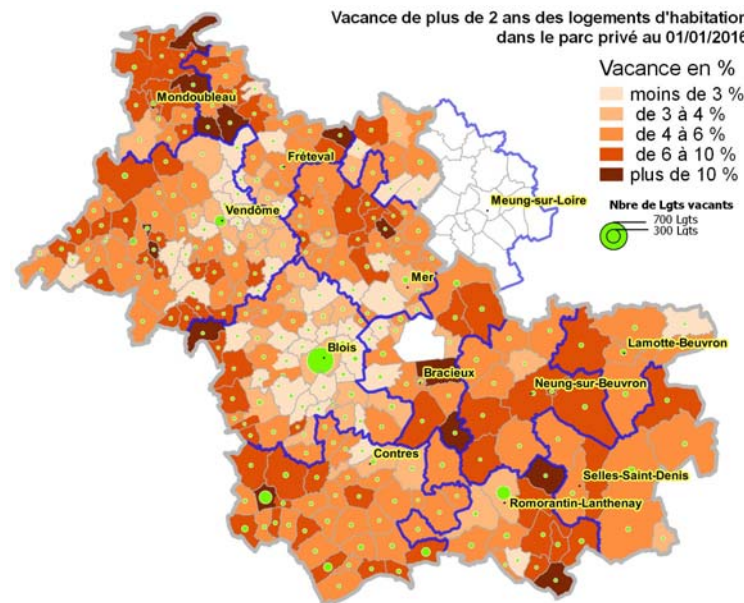 Vacance de plus de 2 ans des logements d'habitation
dans le parc privé au 01/01/2016
Vacance en %
moins de 3 %
de 3 à 4 %
de 4 à 6 %
de 6 à 10 %
plus de 10 %
Nbre de Lgts vacants
700 Lgts
300 Lgts
Mondoubleau
Fréteval
Meung-sur-Loire
Vendôme
Mer
Blois
Lamotte-Beuvron
Bracieux
Neung-sur-Beuvron
Contres
Selles-Saint-Denis
Romorantin-Lanthenay